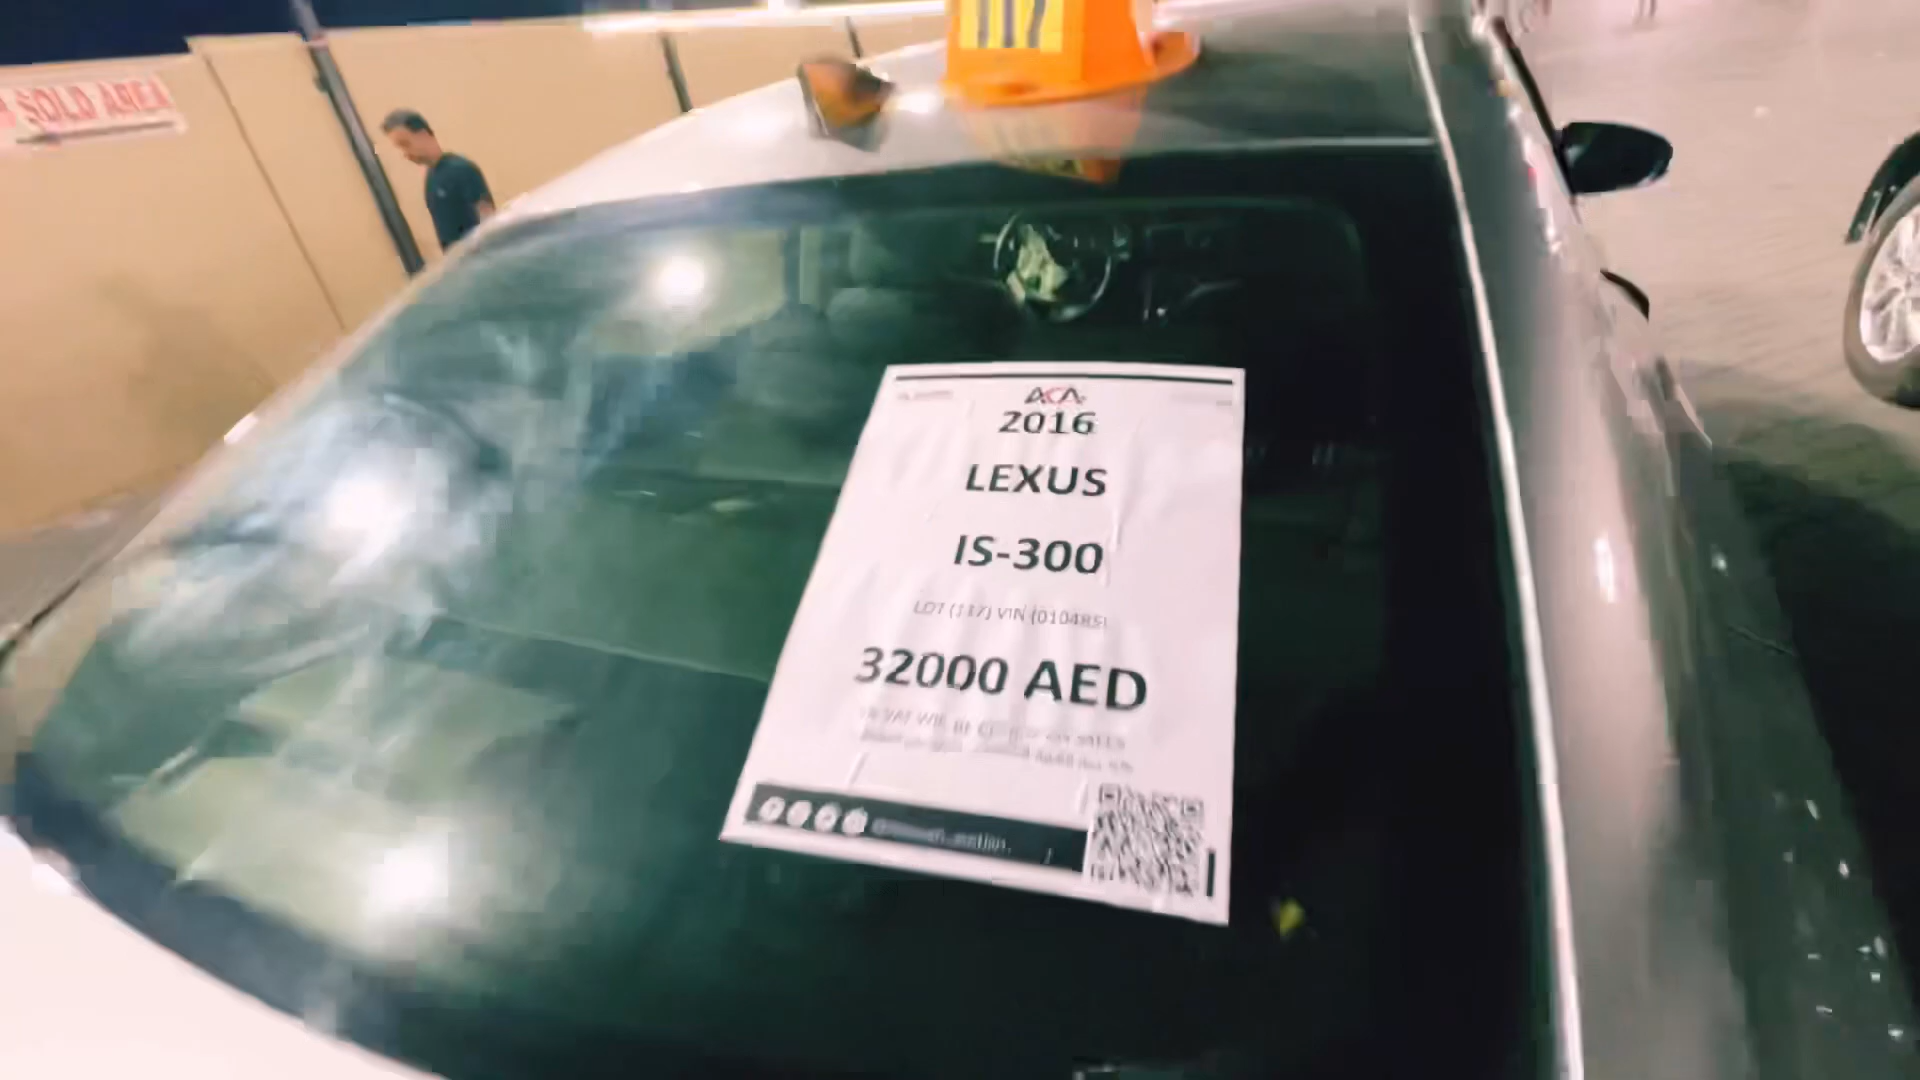 117
SOLD AREA
ACA
2016
LEXUS
IS-300
LOT (117) VIN (010485)
32000 AED